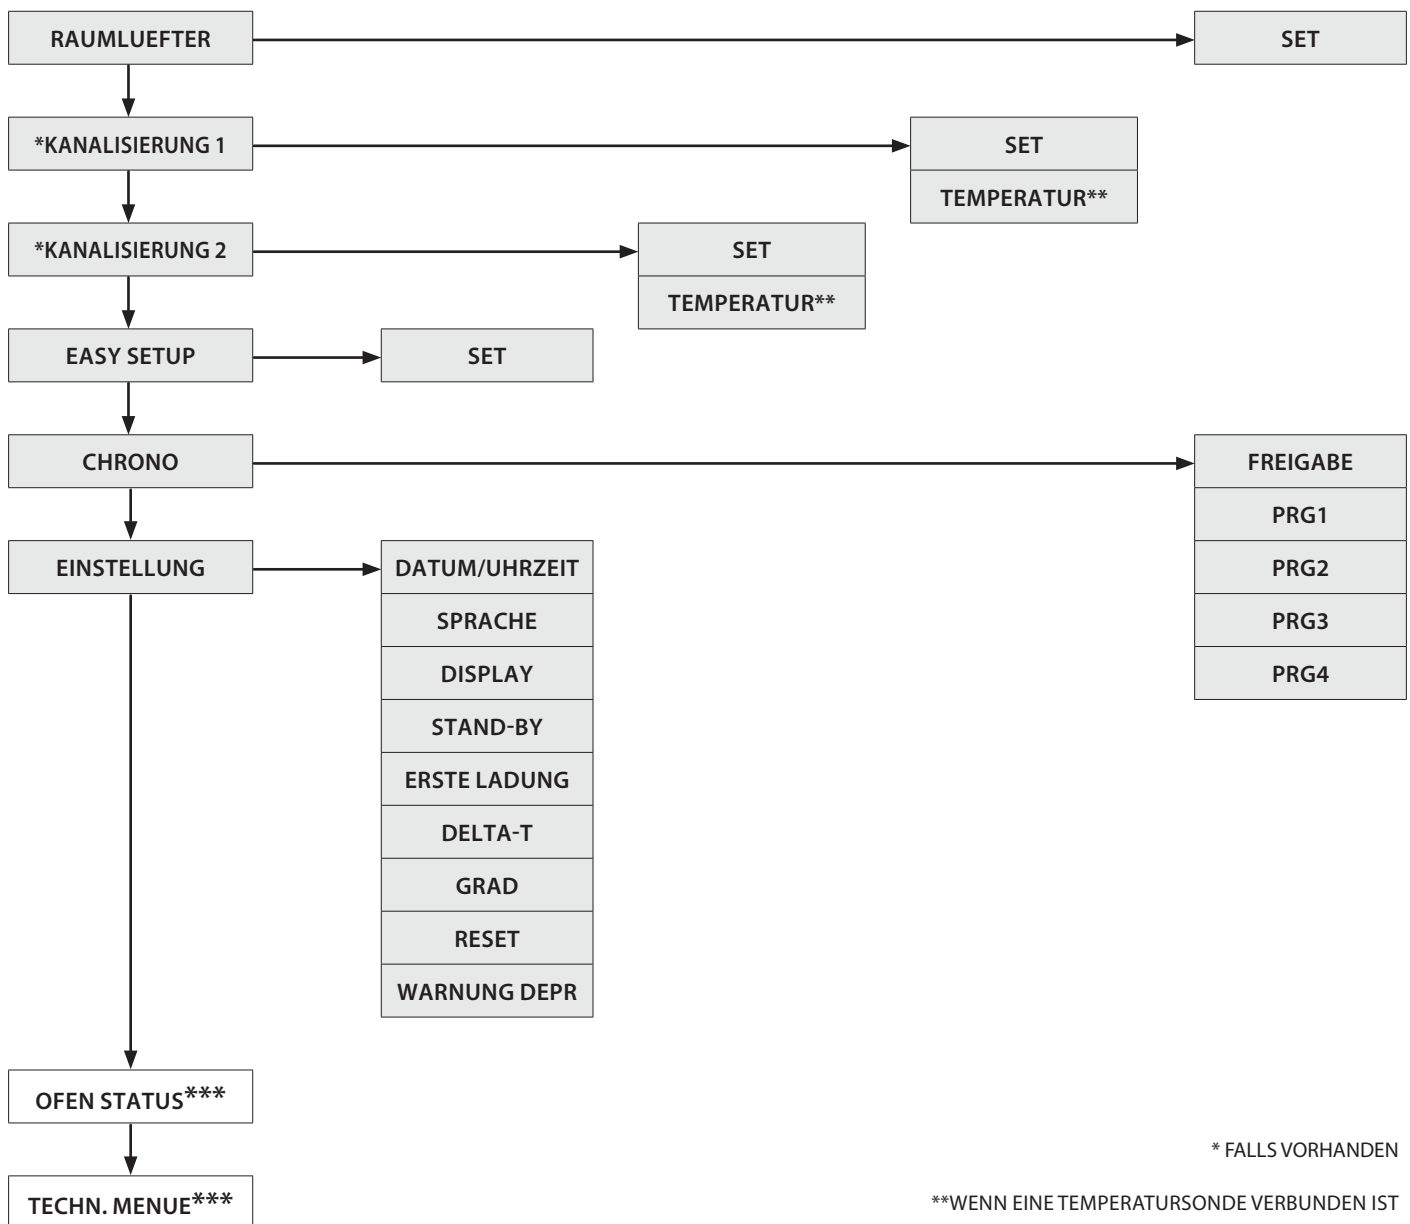 RAUMLUEFTER
SET
*KANALISIERUNG 1
SET
TEMPERATUR**
*KANALISIERUNG 2
SET
TEMPERATUR**
EASY SETUP
SET
CHRONO
FREIGABE
PRG1
PRG2
PRG3
PRG4
EINSTELLUNG
DATUM/UHRZEIT
SPRACHE
DISPLAY
STAND-BY
ERSTE LADUNG
DELTA-T
GRAD
RESET
WARNUNG DEPR
OFEN STATUS***
TECHN. MENUE***
* FALLS VORHANDEN
**WENN EINE TEMPERATURSONDE VERBUNDEN IST